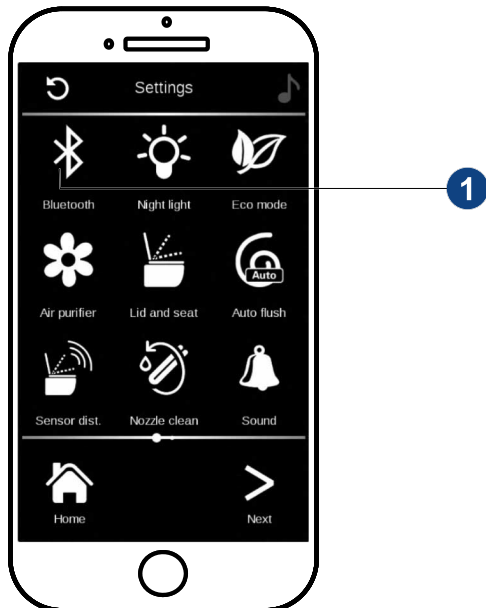 Settings
1
Bluetooth Night light Eco mode
Auto
Air purifier Lid and seat Auto flush
Sensor dist. Nozzle clean Sound
Home Next